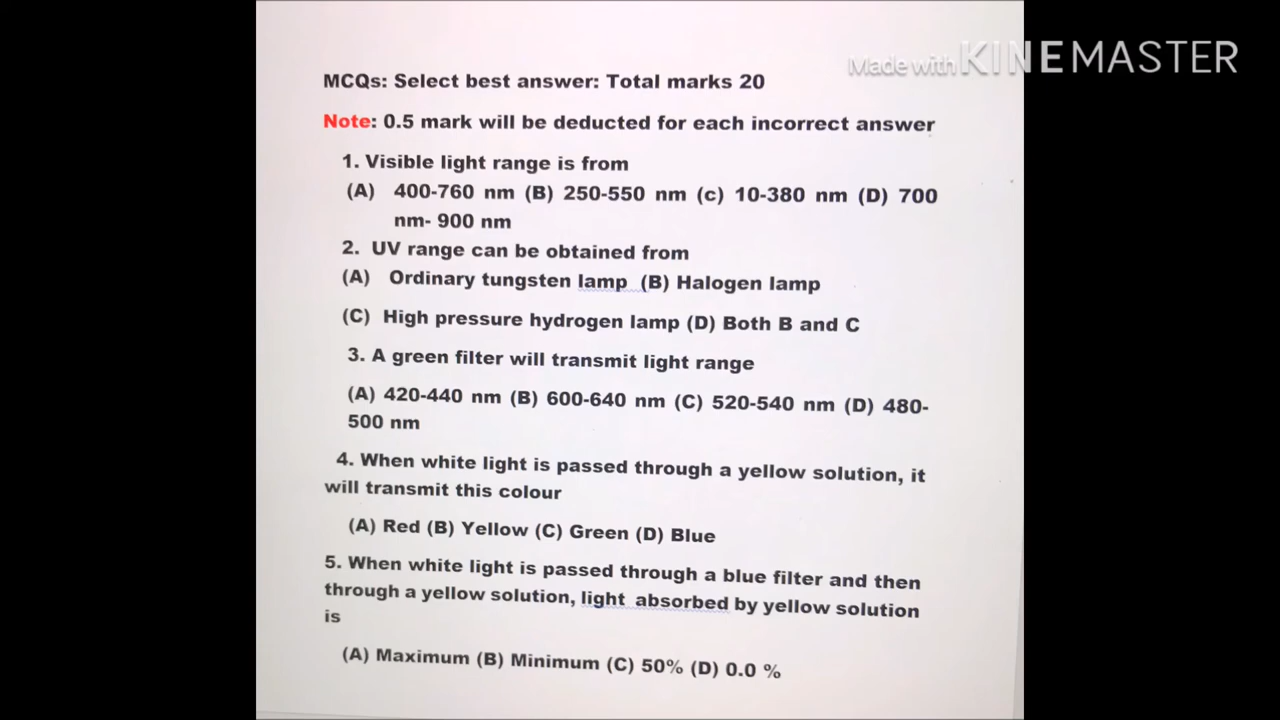 Made with KINEMASTER
MCQs: Select best answer: Total marks 20
Note: 0.5 mark will be deducted for each incorrect answer
1. Visible light range is from
(A) 400-760 nm (B) 250-550 nm (c) 10-380 nm (D) 700
nm- 900 nm
2. UV range can be obtained from
(A) Ordinary tungsten lamp (B) Halogen lamp
(C) High pressure hydrogen lamp (D) Both B and C
3. A green filter will transmit light range
(A) 420-440 nm (B) 600-640 nm (C) 520-540 nm (D) 480-
500 nm
4. When white light is passed through a yellow solution, it
will transmit this colour
(A) Red (B) Yellow (C) Green (D) Blue
5. When white light is passed through a blue filter and then
through a yellow solution, light absorbed by yellow solution
is
(A) Maximum (B) Minimum (C) 50% (D) 0.0 %